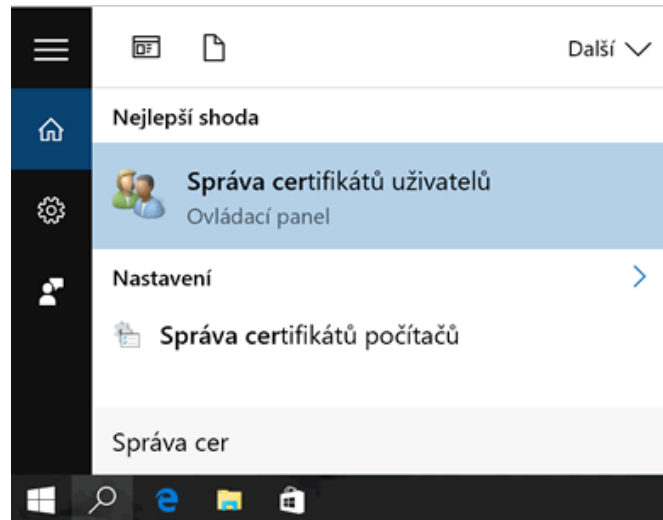 Další
Nejlepší shoda
Správa certifikátů uživatelů
Ovládací panel
Nastavení
Správa certifikátů počítačů
Správa cer